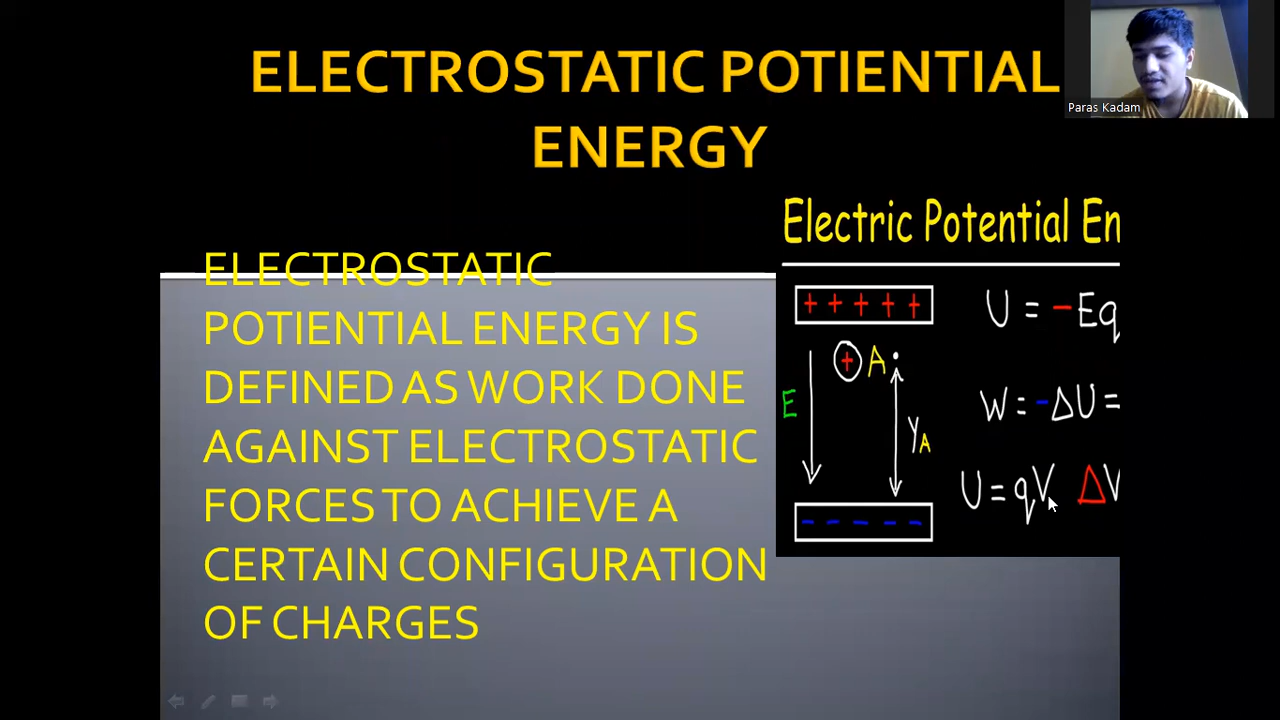 ELECTROSTATIC POTIENTIAL
ENERGY
Paras Kadam
ELECTROSTATIC
POTIENTIAL ENERGY IS
DEFINED AS WORK DONE
AGAINST ELECTROSTATIC
FORCES TO ACHIEVE A
CERTAIN CONFIGURATION
OF CHARGES
Electric Potential En
+ + + + +
U = -Eq
+ A
E
W = -ΔU =
YA
U = qV ΔV
- - - - -